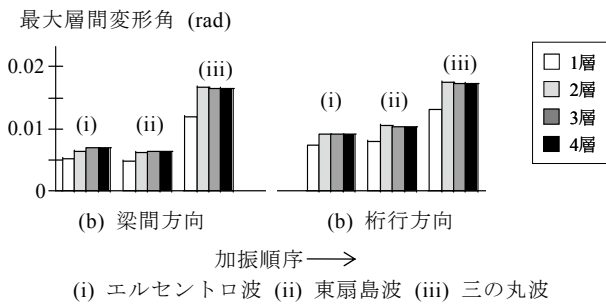 最大層間変形角 (rad)
0.02
0.01
0
(i)
(ii)
(iii)
(i)
(ii)
(iii)
1層
2層
3層
4層
(b) 梁間方向
(b) 桁行方向
加振順序
(i) エルセントロ波 (ii) 東扇島波 (iii) 三の丸波